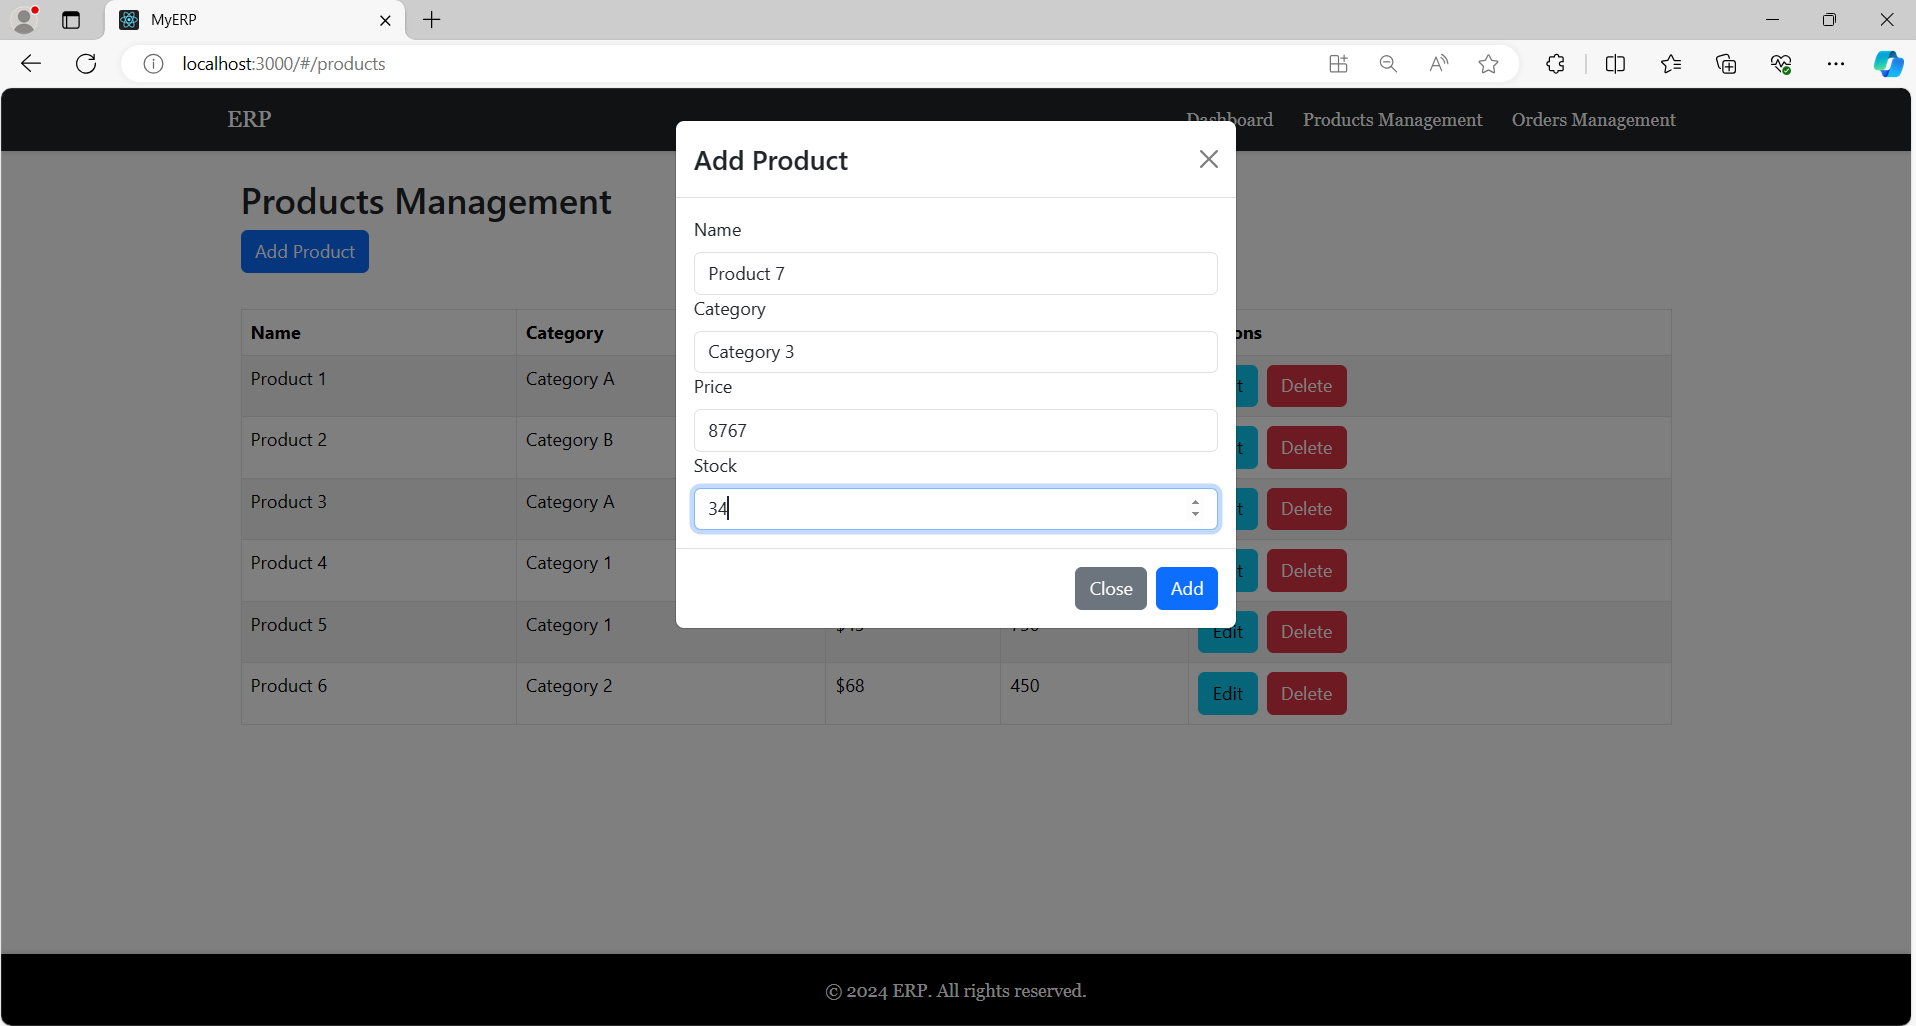 MyERP
localhost:3000/#/products
ERP
Dashboard Products Management Orders Management
Products Management
Add Product
Add Product
Name
Product 7
Category
Category 3
Price
8767
Stock
34
Close Add
Name Category
Product 1 Category A Delete
Product 2 Category B Delete
Product 3 Category A Delete
Product 4 Category 1 Delete
Product 5 Category 1 Edit Delete
Product 6 Category 2 $68 450 Edit Delete
© 2024 ERP. All rights reserved.